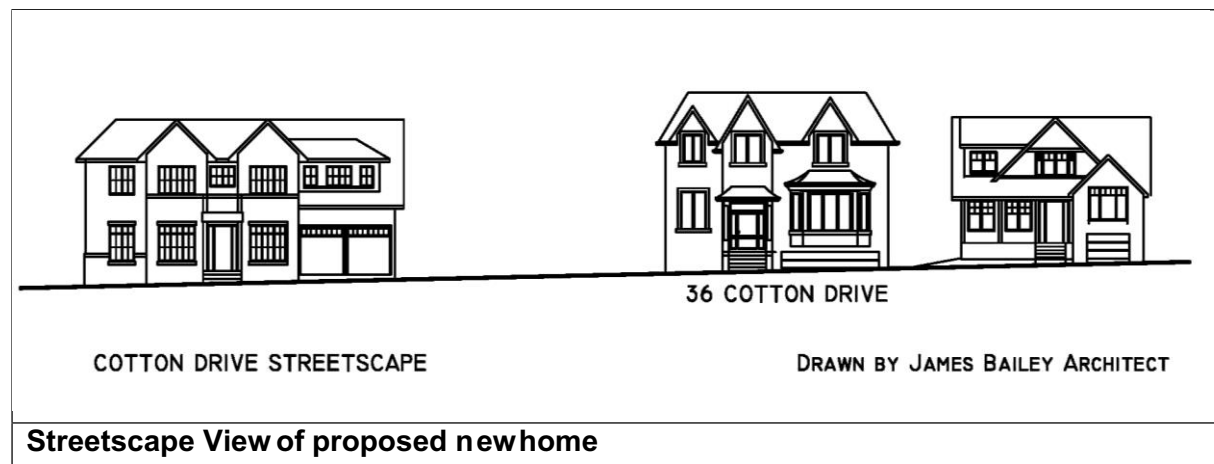 36 COTTON DRIVE
COTTON DRIVE STREETSCAPE
DRAWN BY JAMES BAILEY ARCHITECT
Streetscape View of proposed newhome